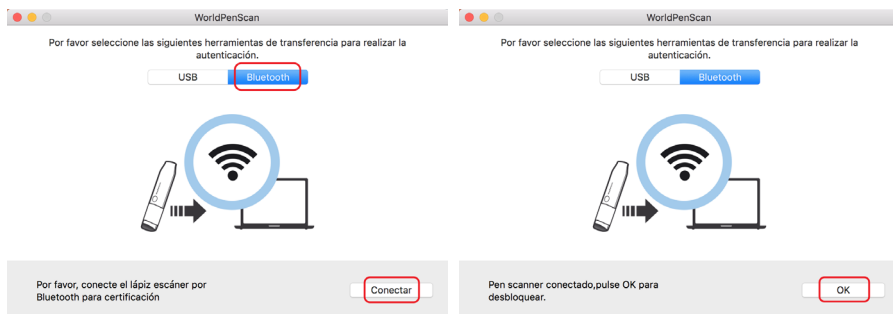 WorldPenScan
Por favor seleccione las siguientes herramientas de transferencia para realizar la
autenticación.
USB
Bluetooth
Por favor, conecte el lápiz escáner por
Bluetooth para certificación
Conectar
WorldPenScan
Por favor seleccione las siguientes herramientas de transferencia para realizar la
autenticación.
USB
Bluetooth
Pen scanner conectado,pulse OK para
desbloquear.
OK